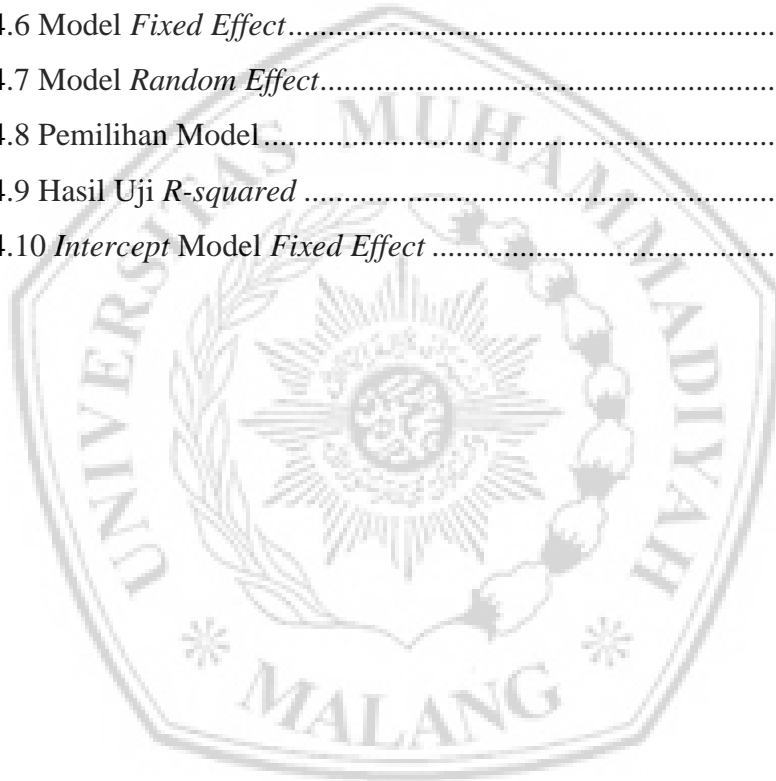 4.6 Model Fixed Effect..........................................................
4.7 Model Random Effect......................................................
4.8 Pemilihan Model..............................................................
4.9 Hasil Uji R-squared ........................................................
4.10 Intercept Model Fixed Effect ..........................................
UNIVERSITAS MUHAMMADIYAH
MALANG